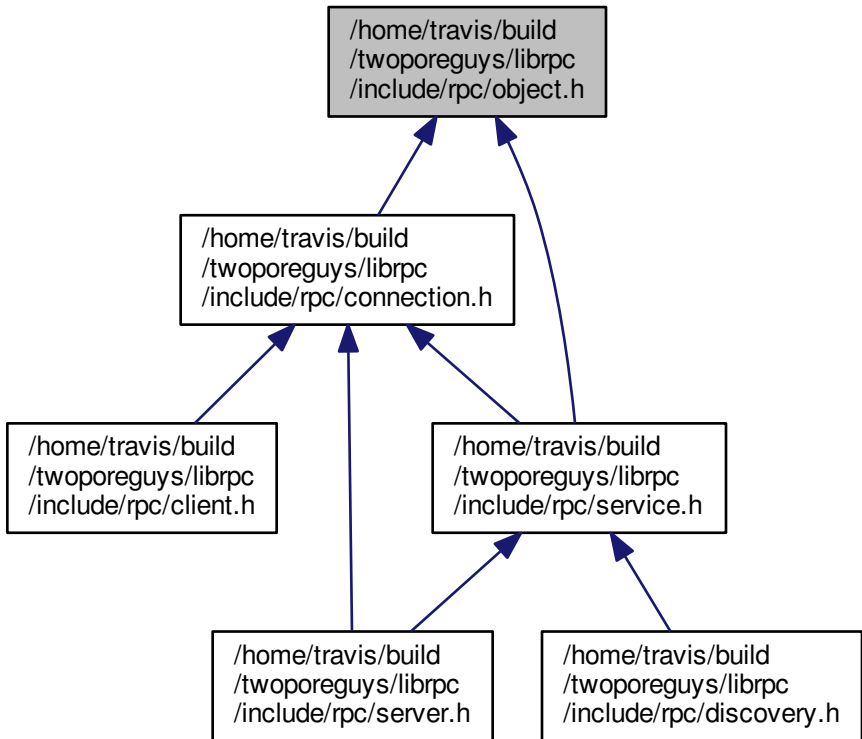 /home/travis/build
/twoporeguys/librpc
/include/rpc/object.h
/home/travis/build
/twoporeguys/librpc
/include/rpc/connection.h
/home/travis/build
/twoporeguys/librpc
/include/rpc/client.h
/home/travis/build
/twoporeguys/librpc
/include/rpc/service.h
/home/travis/build
/twoporeguys/librpc
/include/rpc/server.h
/home/travis/build
/twoporeguys/librpc
/include/rpc/discovery.h